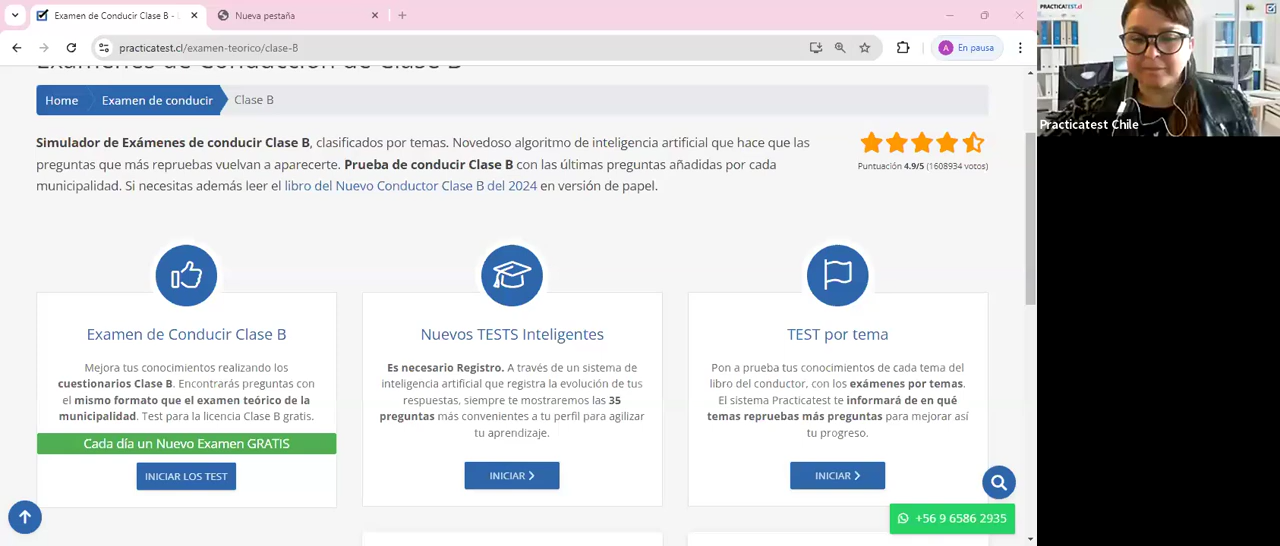 Examen de Conducir Clase B -
Nueva pestaña
practicatest.cl/examen-teorico/clase-B
En pausa
A
PRACTICATEST.cl
Practicatest Chile
Exámenes de Conducción de Clase B
Home
Examen de conducir
Clase B
Simulador de Exámenes de conducir Clase B, clasificados por temas. Novedoso algoritmo de inteligencia artificial que hace que las
preguntas que más repruebas vuelvan a aparecerte. Prueba de conducir Clase B con las últimas preguntas añadidas por cada
municipalidad. Si necesitas además leer el libro del Nuevo Conductor Clase B del 2024 en versión de papel.
Puntuación 4.9/5 (1608934 votos)
Examen de Conducir Clase B
Mejora tus conocimientos realizando los
cuestionarios Clase B. Encontrarás preguntas con
el mismo formato que el examen teórico de la
municipalidad. Test para la licencia Clase B gratis.
Cada día un Nuevo Examen GRATIS
INICIAR LOS TEST
Nuevos TESTS Inteligentes
Es necesario Registro. A través de un sistema de
inteligencia artificial que registra la evolución de tus
respuestas, siempre te mostraremos las 35
preguntas más convenientes a tu perfil para agilizar
tu aprendizaje.
INICIAR
TEST por tema
Pon a prueba tus conocimientos de cada tema del
libro del conductor, con los exámenes por temas.
El sistema Practicatest te informará de en qué
temas repruebas más preguntas para mejorar así
tu progreso.
INICIAR
+56 9 6586 2935